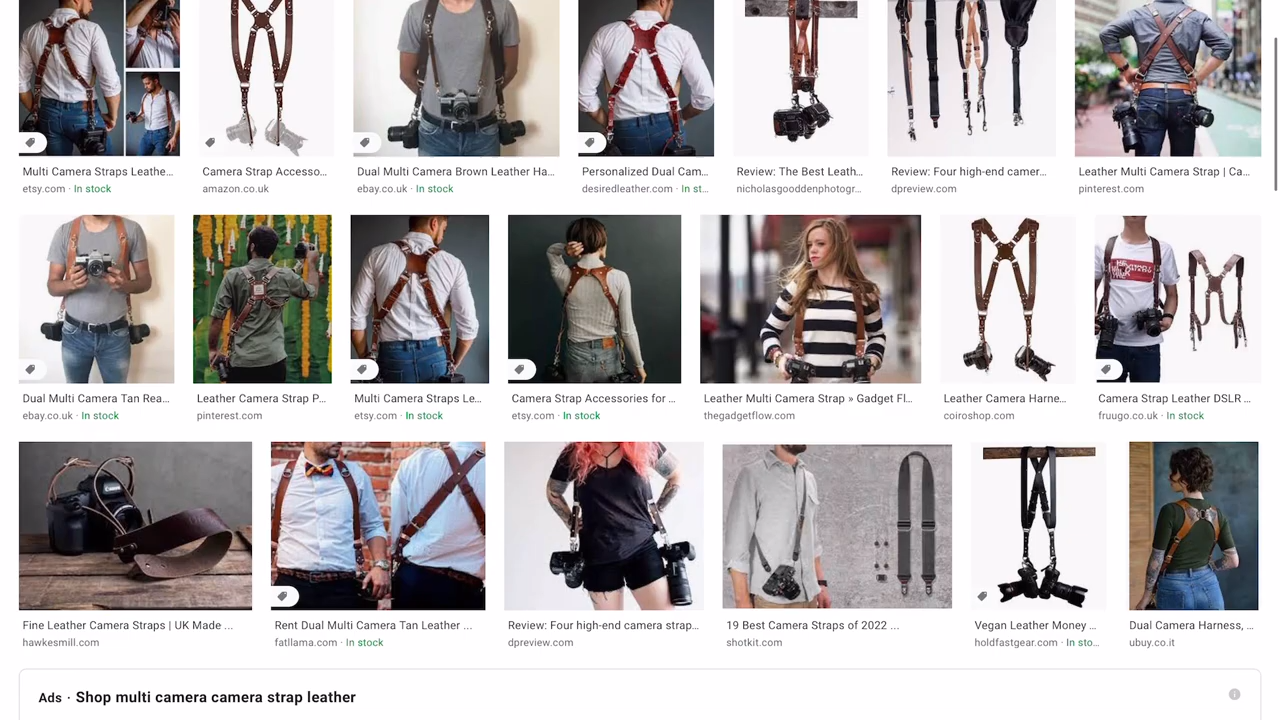 Multi Camera Straps Leathe...
etsy.com · In stock
Camera Strap Accesso...
amazon.co.uk
Dual Multi Camera Brown Leather Ha...
ebay.co.uk · In stock
Personalized Dual Cam...
desiredleather.com · In st...
Review: The Best Leath...
nicholasgooddenphotogr...
Review: Four high-end camer...
dpreview.com
Leather Multi Camera Strap | Ca...
pinterest.com
Dual Multi Camera Tan Rea...
ebay.co.uk · In stock
Leather Camera Strap P...
pinterest.com
Multi Camera Straps Le...
etsy.com · In stock
Camera Strap Accessories for ...
etsy.com · In stock
Leather Multi Camera Strap » Gadget Fl...
thegadgetflow.com
Leather Camera Harne...
coiroshop.com
Camera Strap Leather DSLR ...
fruugo.co.uk · In stock
Fine Leather Camera Straps | UK Made ...
hawkesmill.com
Rent Dual Multi Camera Tan Leather ...
fatllama.com · In stock
Review: Four high-end camera strap...
dpreview.com
19 Best Camera Straps of 2022 ...
shotkit.com
Vegan Leather Money ...
holdfastgear.com · In sto...
Dual Camera Harness, ...
ubuy.co.it
Ads · Shop multi camera camera strap leather